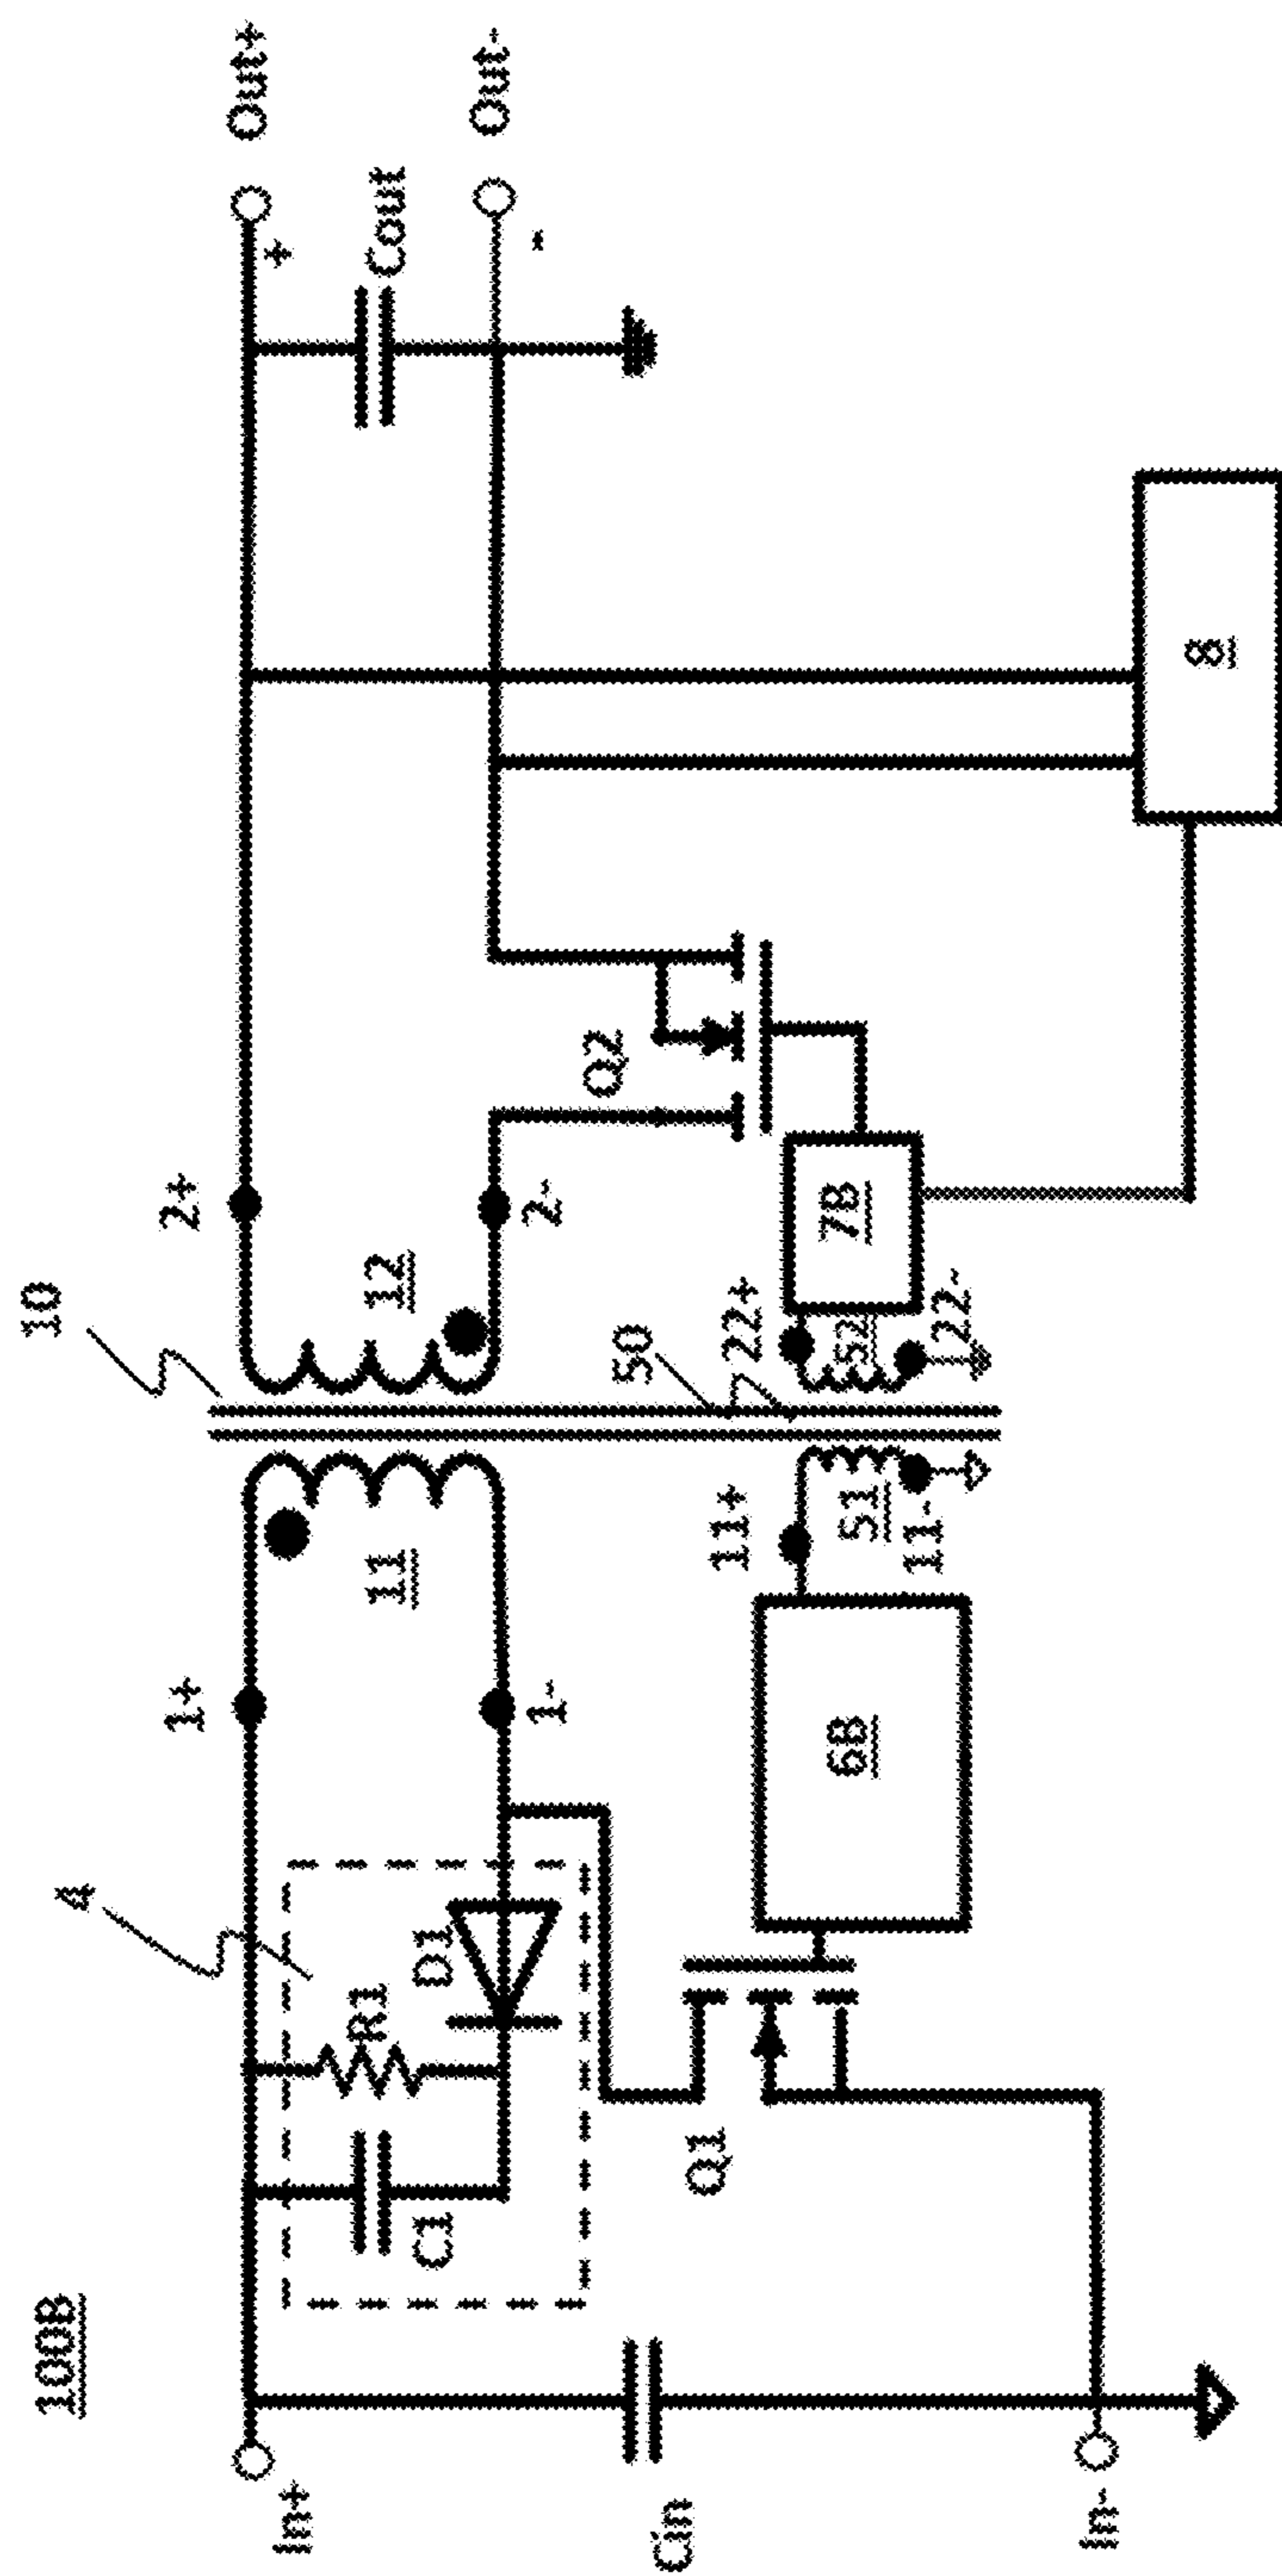 100B
10
4
In+
1+
2+
Out+
+
Cout
C1
R1
D1
11
12
1-
2-
Out-
-
Q1
Q2
50
Cin
11+
22+
6B
51
52
7B
11-
22-
8
In-